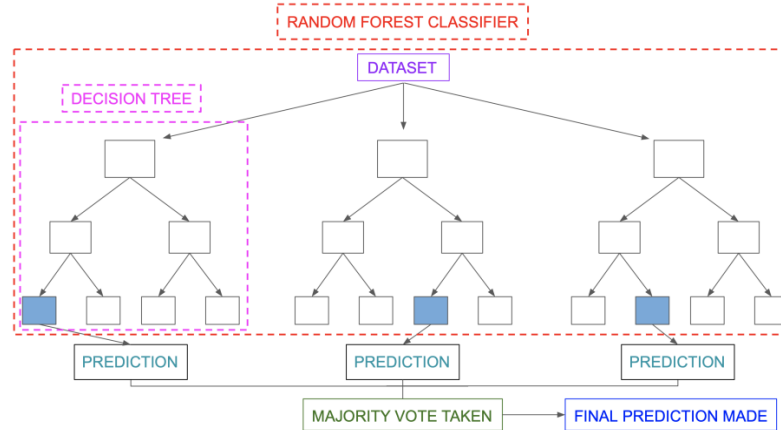 RANDOM FOREST CLASSIFIER
DATASET
DECISION TREE
PREDICTION
PREDICTION
PREDICTION
MAJORITY VOTE TAKEN
FINAL PREDICTION MADE